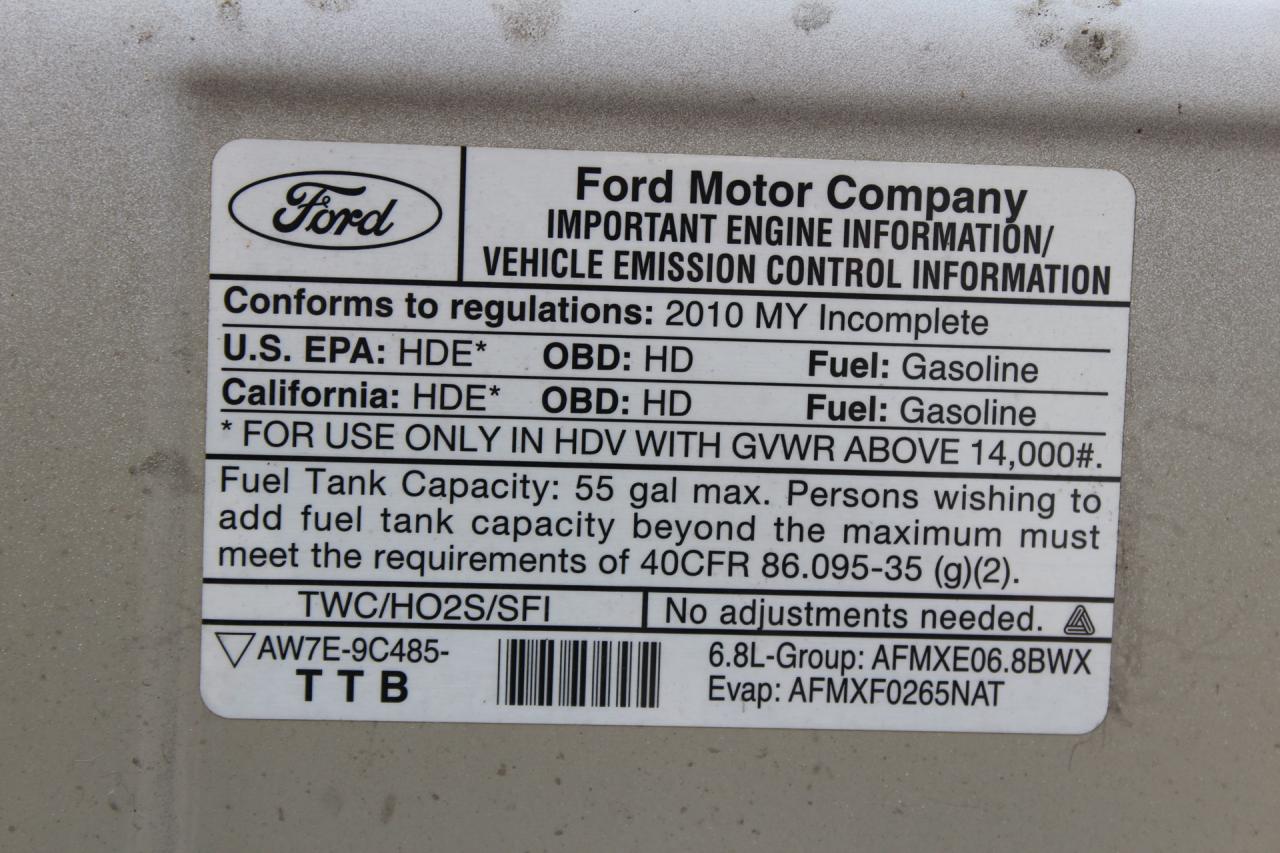 Ford
Ford Motor Company
IMPORTANT ENGINE INFORMATION/
VEHICLE EMISSION CONTROL INFORMATION
Conforms to regulations: 2010 MY Incomplete
U.S. EPA: HDE* OBD: HD Fuel: Gasoline
California: HDE* OBD: HD Fuel: Gasoline
* FOR USE ONLY IN HDV WITH GVWR ABOVE 14,000#.
Fuel Tank Capacity: 55 gal max. Persons wishing to
add fuel tank capacity beyond the maximum must
meet the requirements of 40CFR 86.095-35 (g)(2).
TWC/HO2S/SFI
No adjustments needed.
AW7E-9C485-
TTB
6.8L-Group: AFMXE06.8BWX
Evap: AFMXF0265NAT